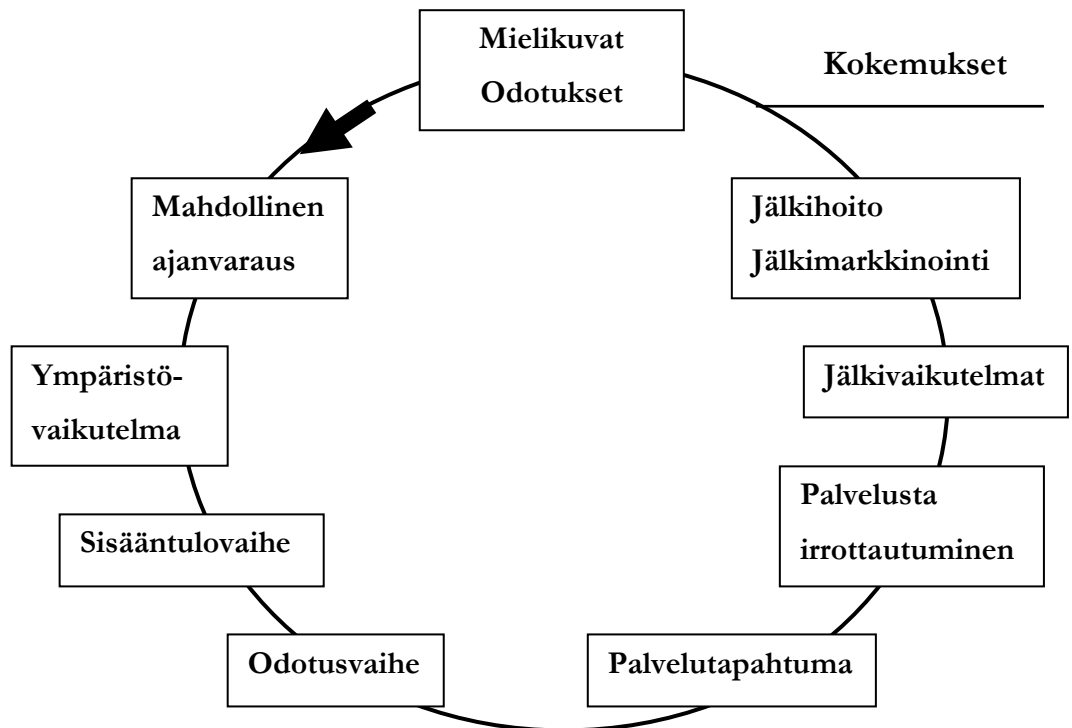 Mielikuvat
Odotukset
Kokemukset
Mahdollinen
ajanvaraus
Jälkihoito
Jälkimarkkinointi
Ympäristö-
vaikutelma
Jälkivaikutelmat
Sisääntulovaihe
Palvelusta
irrottautuminen
Odotusvaihe
Palvelutapahtuma